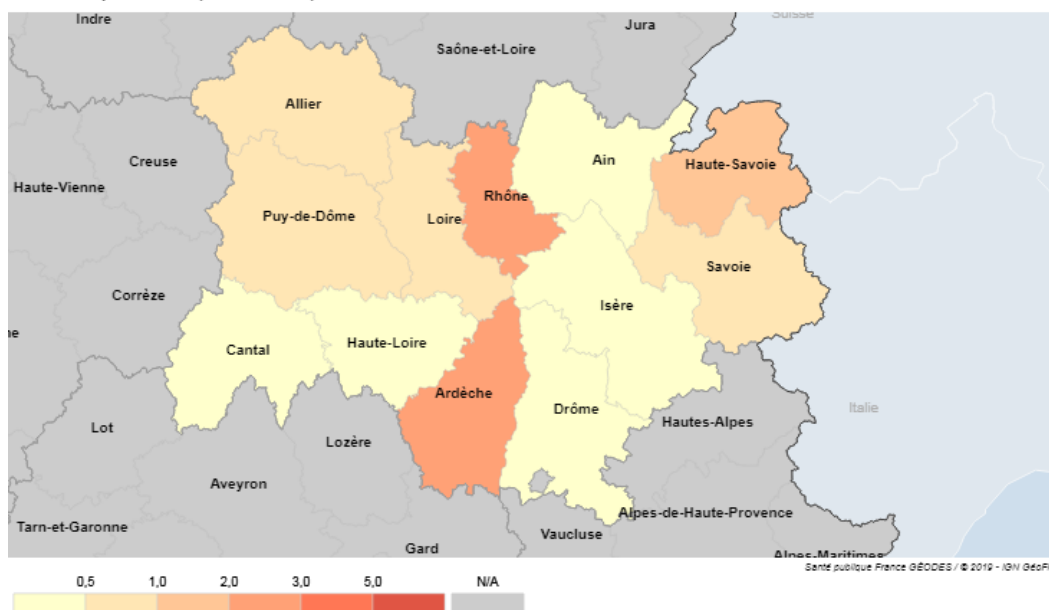 Indre
Suisse
Jura
Saône-et-Loire
Allier
Creuse
Ain
Haute-Savoie
Haute-Vienne
Rhône
Puy-de-Dôme
Loire
Savoie
Corrèze
Isère
ne
Haute-Loire
Cantal
Ardèche
Drôme
Italie
Hautes-Alpes
Lot
Lozère
Aveyron
Alpes-de-Haute-Provence
Tarn-et-Garonne
Vaucluse
Gard
Alpes-Maritimes
Santé publique France GÉODES / © 2019 - IGN GéoF
0,5 1,0 2,0 3,0 5,0 N/A